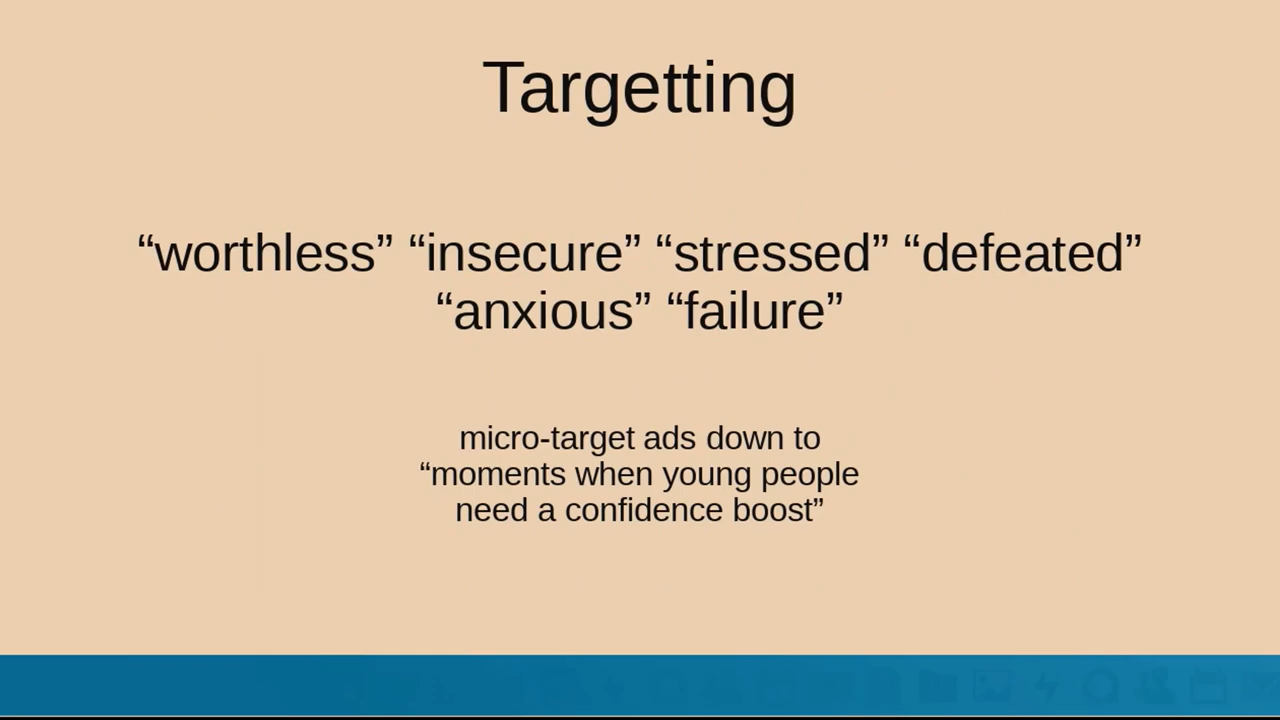 Targetting
“worthless” “insecure” “stressed” “defeated”
“anxious” “failure”
micro-target ads down to
“moments when young people
need a confidence boost”